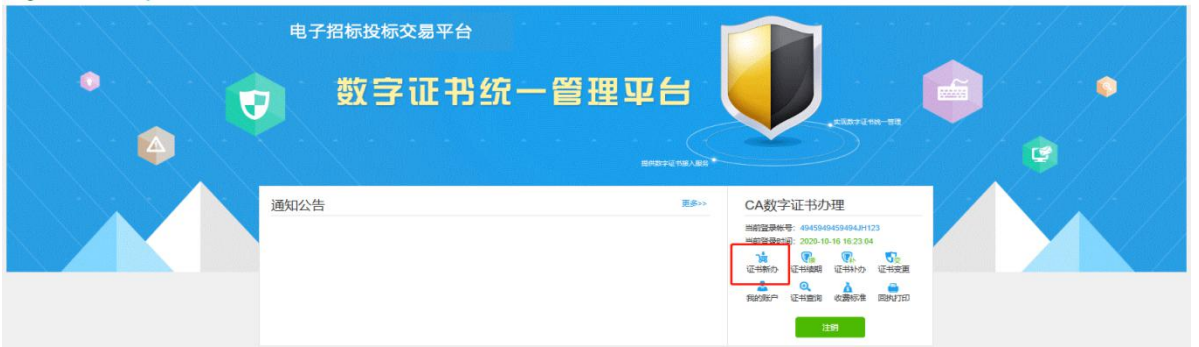 电子招标投标交易平台
数字证书统一管理平台
实现数字证书统一管理
提供数字证书接入服务
通知公告
更多>>
CA数字证书办理
当前登录帐号：4945949459494JH123
当前登录时间：2020-10-16 16:23:04
证书新办 证书续期 证书补办 证书变更
我的账户 证书查询 收费标准 回执打印
注销